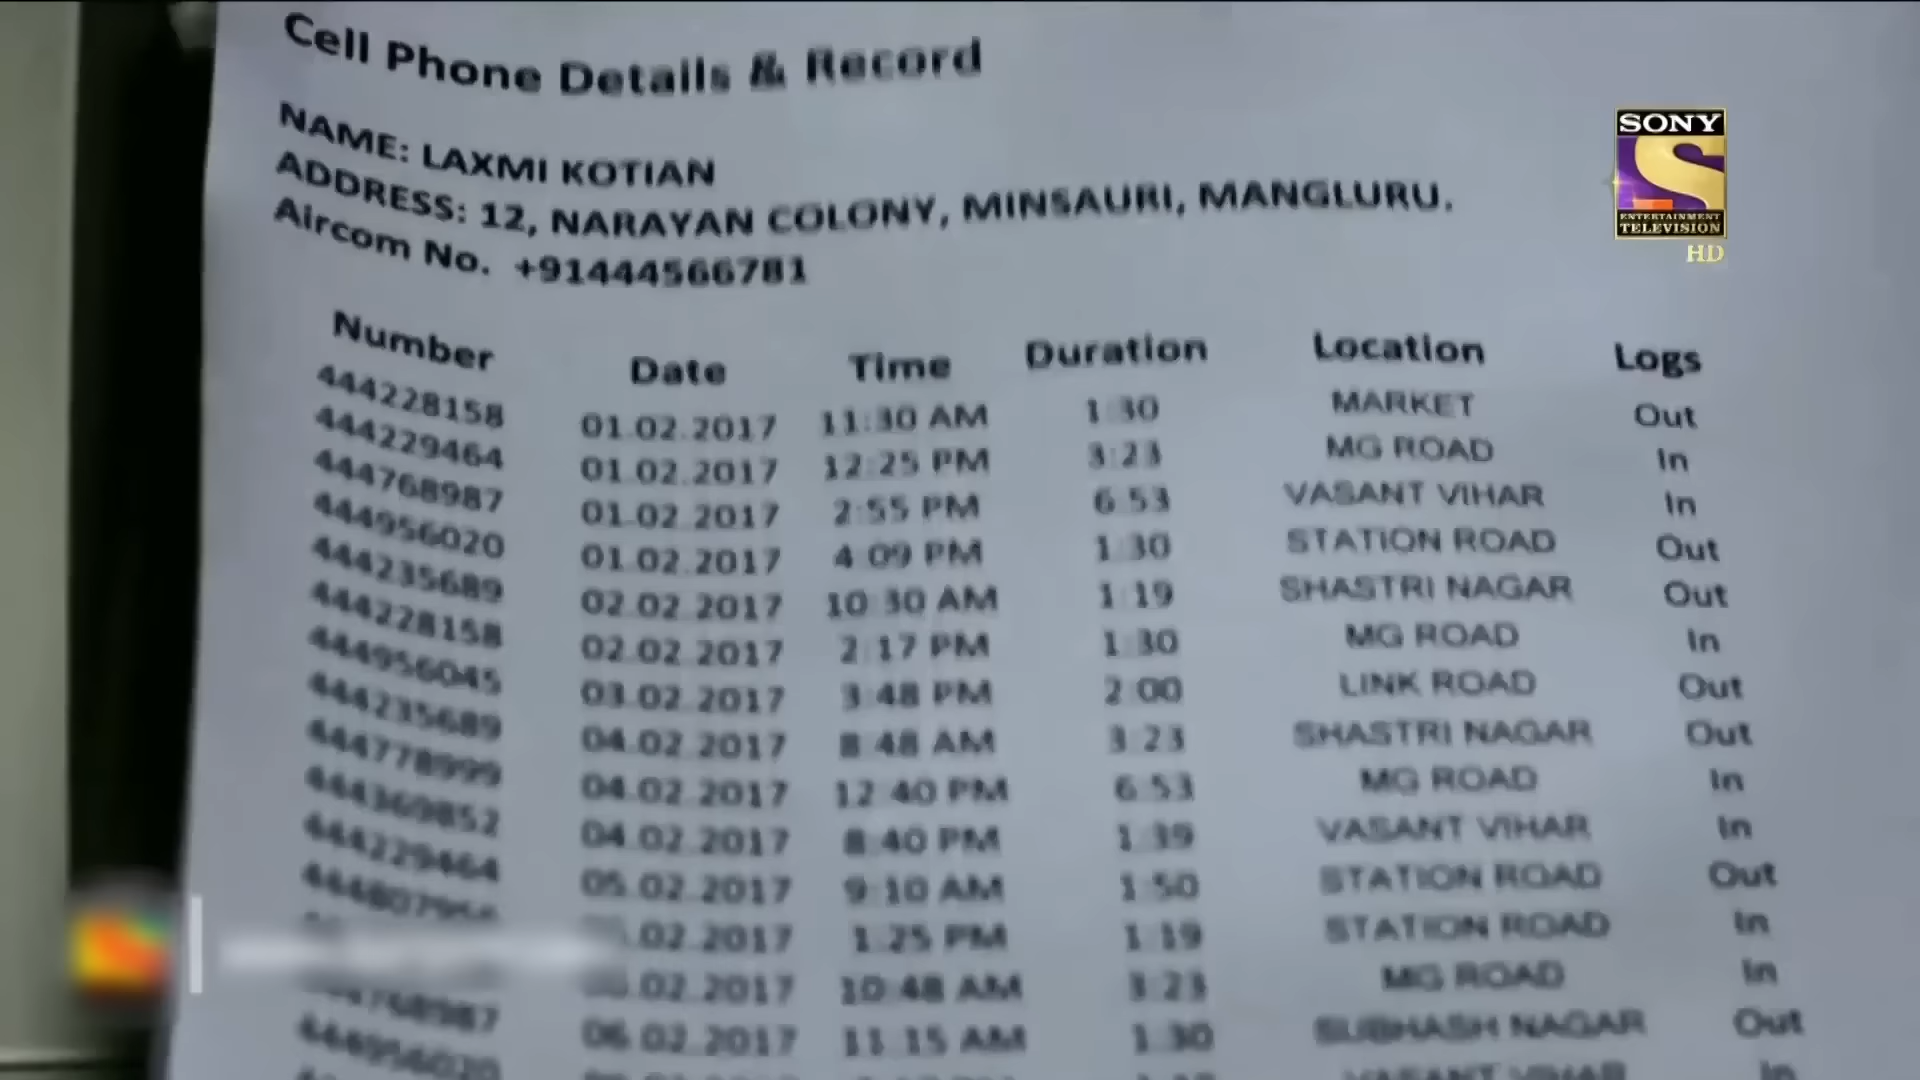 Cell Phone Details & Record
NAME: LAXMI KOTIAN
ADDRESS: 12, NARAYAN COLONY, MINSAURI, MANGLURU.
Aircom No. +91444566781
Number Date Time Duration Location Logs
444228158 01.02.2017 11:30 AM 1:30 MARKET Out
444229464 01.02.2017 12:25 PM 3:23 MG ROAD In
444768987 01.02.2017 2:55 PM 6:53 VASANT VIHAR In
444956020 01.02.2017 4:09 PM 1:30 STATION ROAD Out
444235689 02.02.2017 10:30 AM 1:19 SHASTRI NAGAR Out
444228158 02.02.2017 2:17 PM 1:30 MG ROAD In
444956045 03.02.2017 3:48 PM 2:00 LINK ROAD Out
444235689 04.02.2017 8:48 AM 3:23 SHASTRI NAGAR Out
444778999 04.02.2017 12:40 PM 6:53 MG ROAD In
444369852 04.02.2017 8:40 PM 1:39 VASANT VIHAR In
444229464 05.02.2017 9:10 AM 1:50 STATION ROAD Out
1:25 PM 1:19 STATION ROAD In
10:48 AM 3:23 MG ROAD In
06.02.2017 11:15 AM 1:30 SUBHASH NAGAR Out
444956020 VASANT VIHAR In
SONY
ENTERTAINMENT
TELEVISION
HD